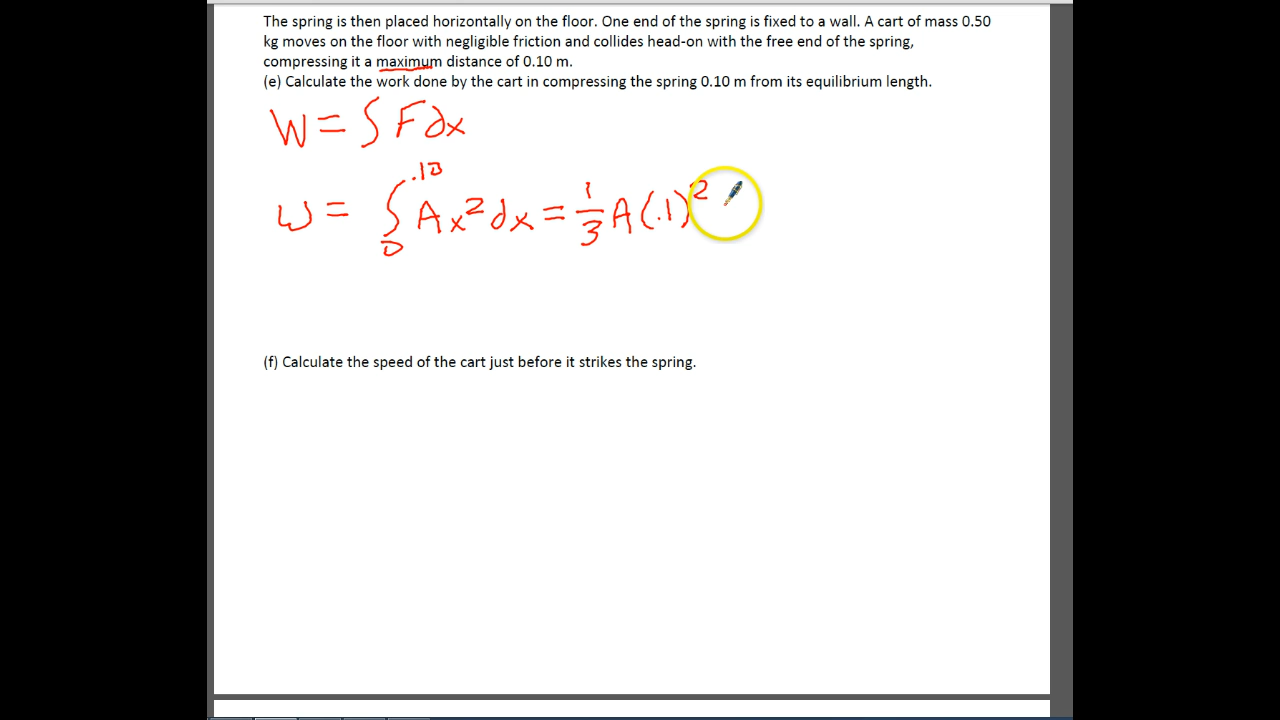 The spring is then placed horizontally on the floor. One end of the spring is fixed to a wall. A cart of mass 0.50
kg moves on the floor with negligible friction and collides head-on with the free end of the spring,
compressing it a maximum distance of 0.10 m.
(e) Calculate the work done by the cart in compressing the spring 0.10 m from its equilibrium length.
W = ∫ F dx
W = ∫₀^.10 A x² dx = 1/3 A (.1)²
(f) Calculate the speed of the cart just before it strikes the spring.